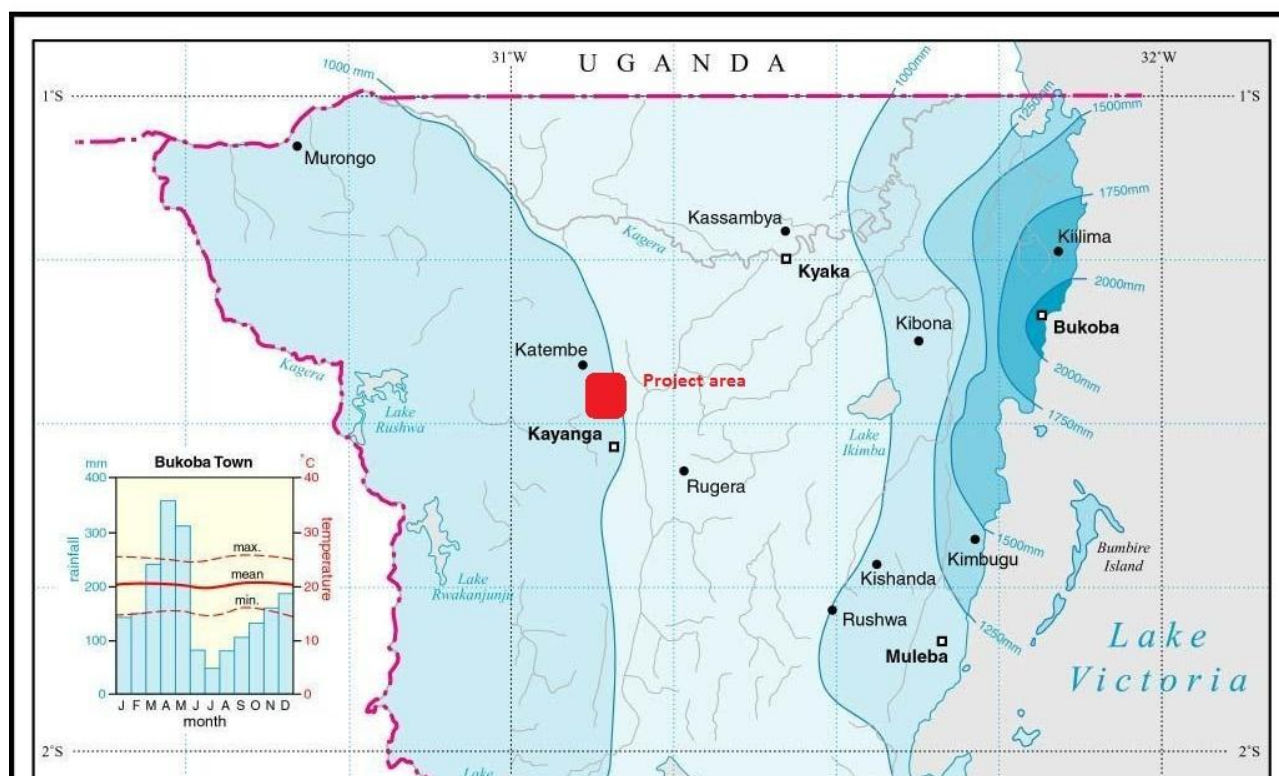 31°W
U G A N D A
32°W
1000 mm
1000mm
1250mm
1500mm
1°S
1°S
Murongo
1750mm
Kassambya
Kagera
Kiilima
Kyaka
2000mm
Kibona
Bukoba
Katembe
Kagera
Project area
2000mm
Lake
Rushwa
1750mm
Kayanga
Lake
Ikimba
Bukoba Town
mm
°C
400
40
Rugera
300
30
rainfall
temperature
max.
1500mm
Kimbugu
Bumbire
Island
mean
200
20
Kishanda
Lake
Rwakanjunju
min.
Rushwa
1250mm
100
10
Muleba
Lake
Victoria
0
0
J F M A M J J A S O N D
month
2°S
2°S
Lake